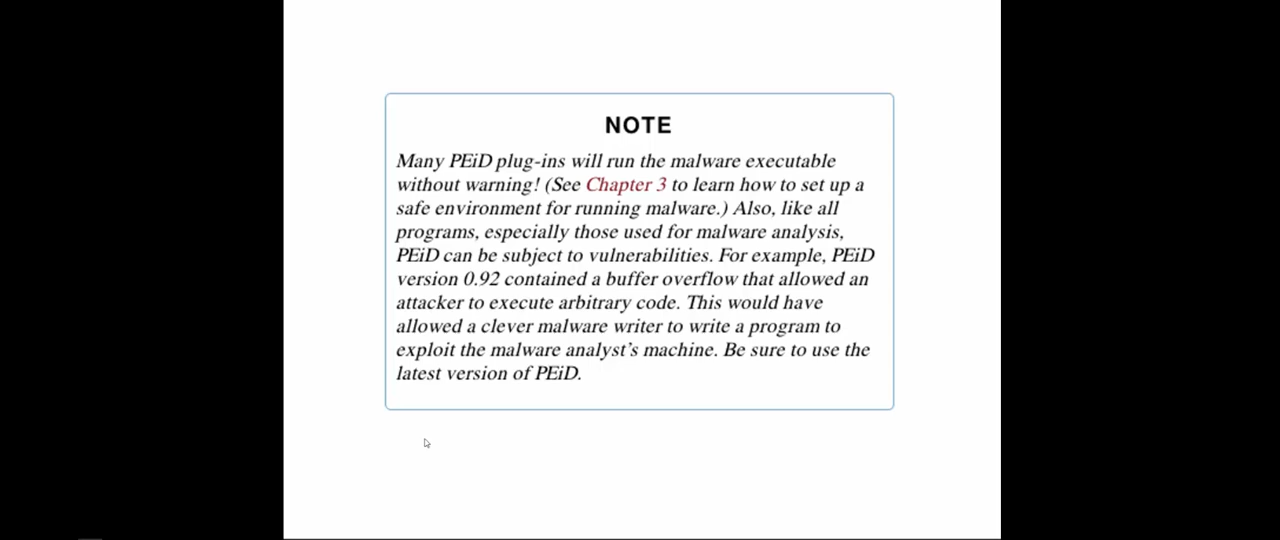 NOTE
Many PEiD plug-ins will run the malware executable
without warning! (See Chapter 3 to learn how to set up a
safe environment for running malware.) Also, like all
programs, especially those used for malware analysis,
PEiD can be subject to vulnerabilities. For example, PEiD
version 0.92 contained a buffer overflow that allowed an
attacker to execute arbitrary code. This would have
allowed a clever malware writer to write a program to
exploit the malware analyst’s machine. Be sure to use the
latest version of PEiD.